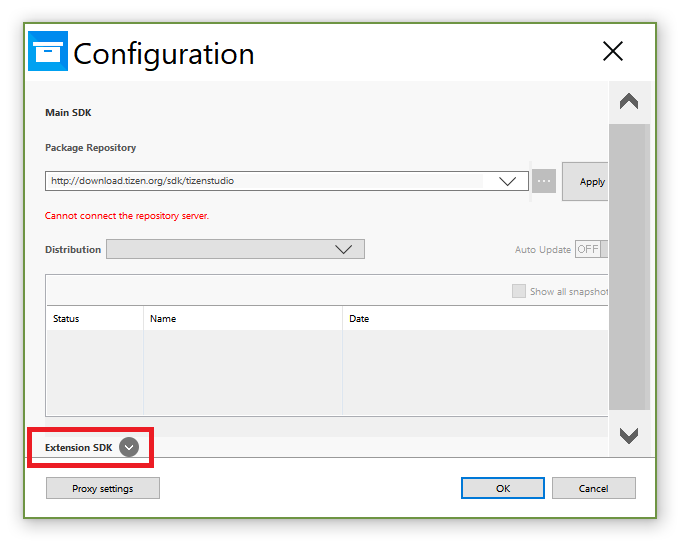 Configuration
Main SDK
Package Repository
http://download.tizen.org/sdk/tizenstudio
...
Apply
Cannot connect the repository server.
Distribution
Auto Update OFF
Show all snapshot
Status Name Date
Extension SDK
Proxy settings OK Cancel